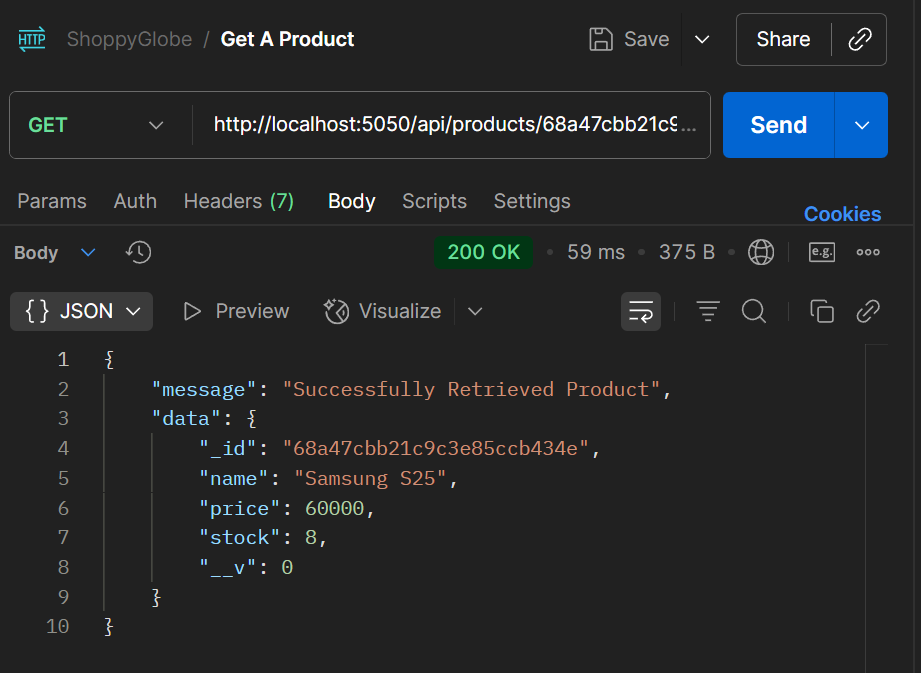 HTTP ShoppyGlobe / Get A Product Save Share
GET http://localhost:5050/api/products/68a47cbb21c9... Send
Params Auth Headers (7) Body Scripts Settings Cookies
Body 200 OK • 59 ms • 375 B • e.g.
{} JSON Preview Visualize
1 {
2 "message": "Successfully Retrieved Product",
3 "data": {
4 "_id": "68a47cbb21c9c3e85ccb434e",
5 "name": "Samsung S25",
6 "price": 60000,
7 "stock": 8,
8 "__v": 0
9 }
10 }